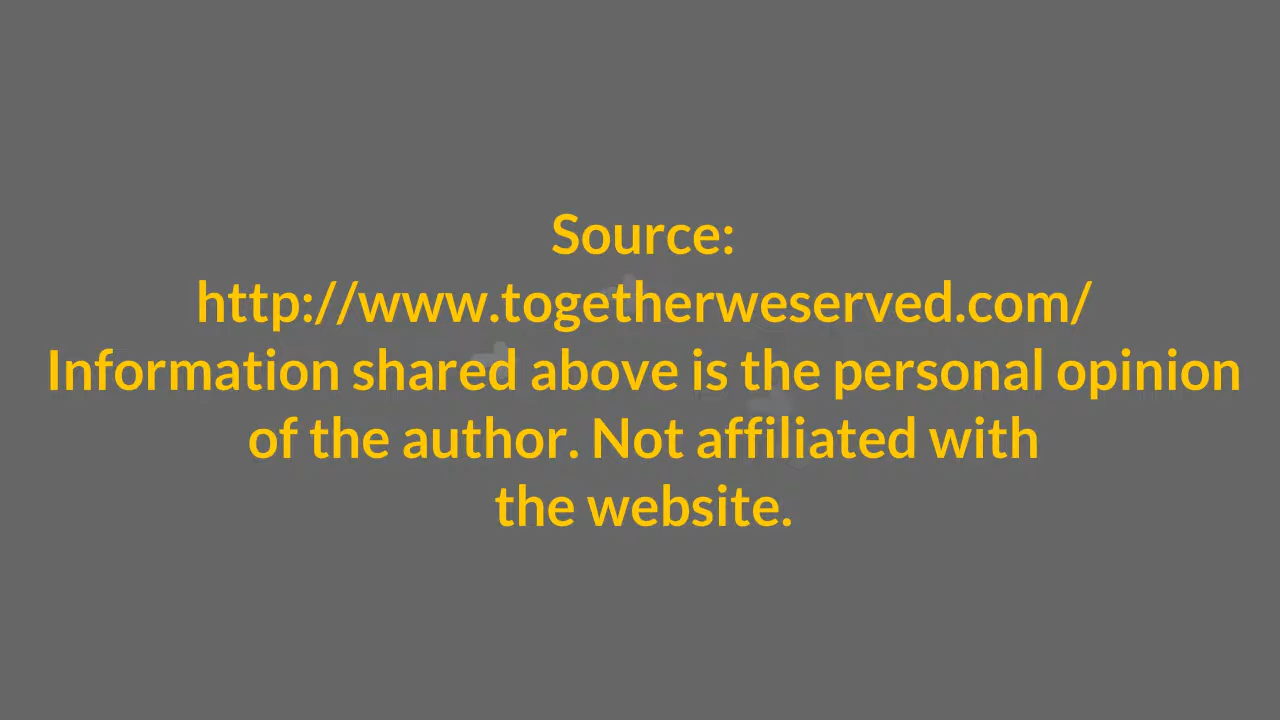 Source:
http://www.togetherweserved.com/
Information shared above is the personal opinion
of the author. Not affiliated with
the website.